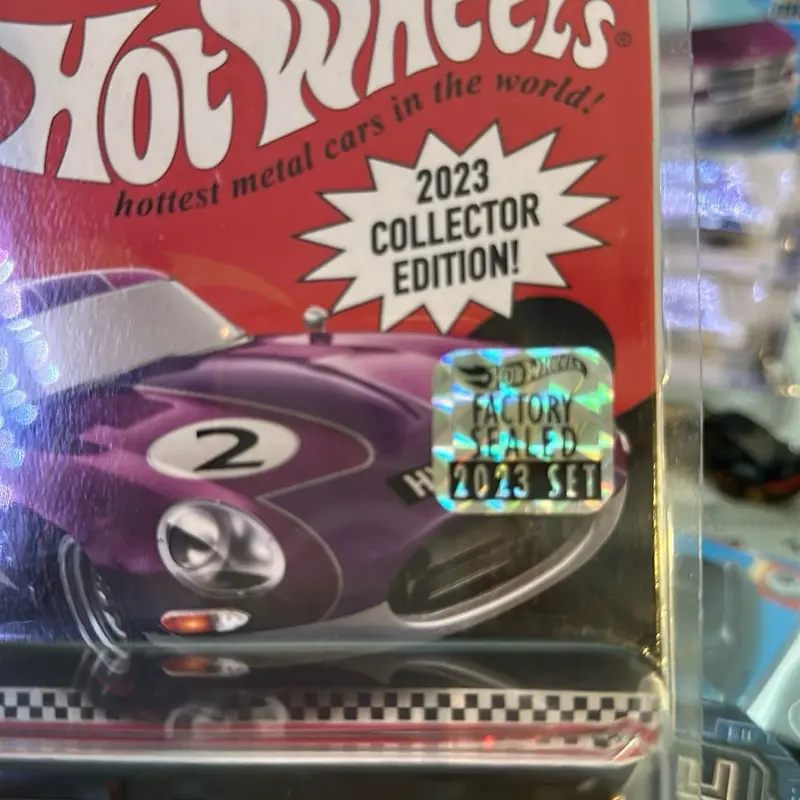 Hot Wheels®
hottest metal cars in the world!
2023
COLLECTOR
EDITION!
2
HOT WHEELS
FACTORY
SEALED
2023 SET